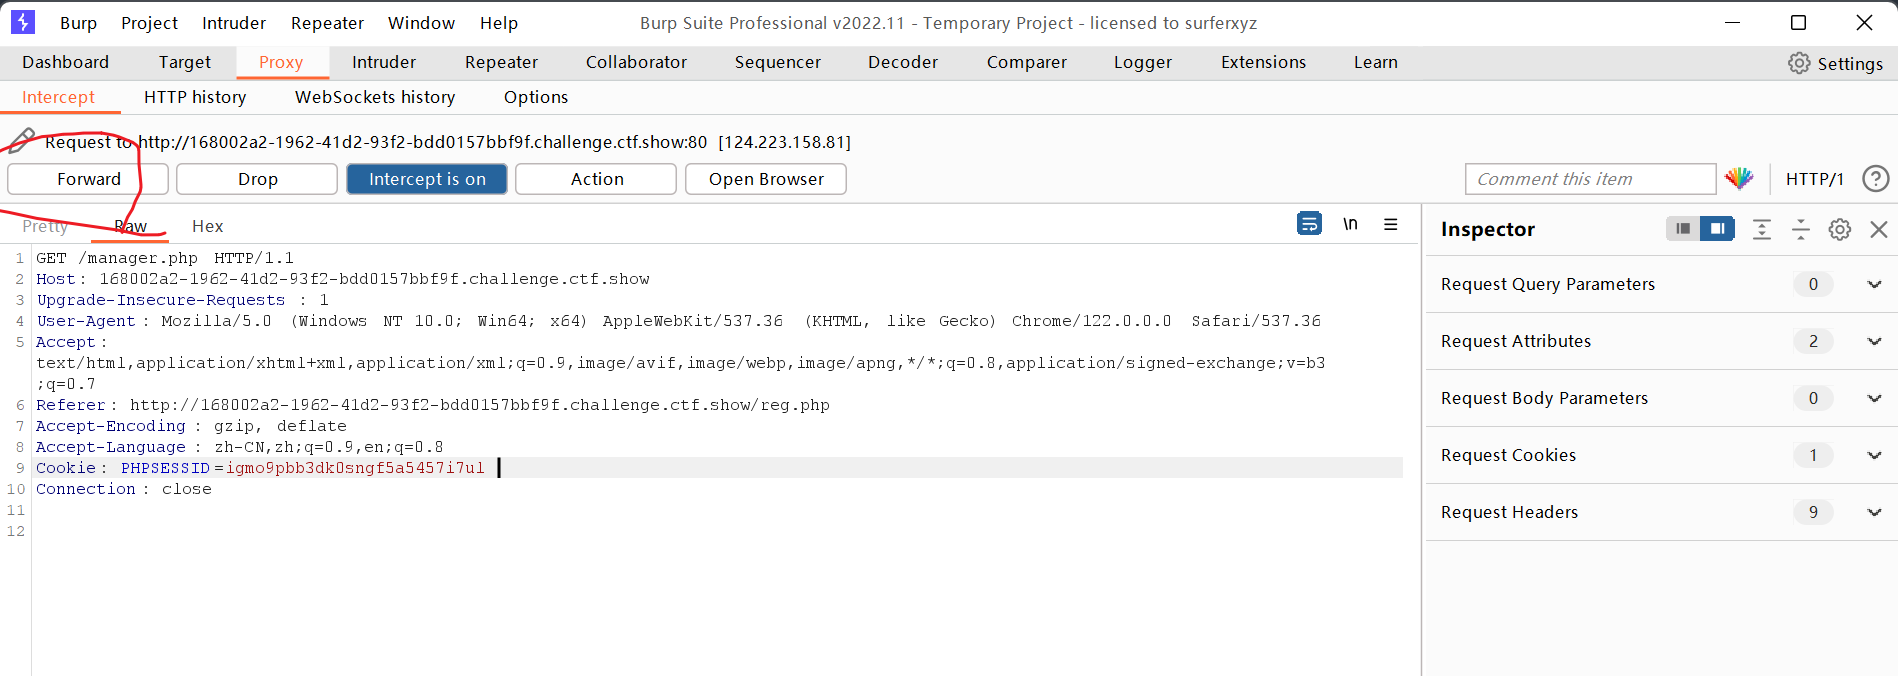 Burp Project Intruder Repeater Window Help Burp Suite Professional v2022.11 - Temporary Project - licensed to surferxyz
Dashboard Target Proxy Intruder Repeater Collaborator Sequencer Decoder Comparer Logger Extensions Learn Settings
Intercept HTTP history WebSockets history Options
Request to http://168002a2-1962-41d2-93f2-bdd0157bbf9f.challenge.ctf.show:80 [124.223.158.81]
Forward Drop Intercept is on Action Open Browser Comment this item HTTP/1 ?
Pretty Raw Hex \n
1 GET /manager.php HTTP/1.1
2 Host: 168002a2-1962-41d2-93f2-bdd0157bbf9f.challenge.ctf.show
3 Upgrade-Insecure-Requests : 1
4 User-Agent: Mozilla/5.0 (Windows NT 10.0; Win64; x64) AppleWebKit/537.36 (KHTML, like Gecko) Chrome/122.0.0.0 Safari/537.36
5 Accept:
text/html,application/xhtml+xml,application/xml;q=0.9,image/avif,image/webp,image/apng,*/*;q=0.8,application/signed-exchange;v=b3
;q=0.7
6 Referer: http://168002a2-1962-41d2-93f2-bdd0157bbf9f.challenge.ctf.show/reg.php
7 Accept-Encoding : gzip, deflate
8 Accept-Language : zh-CN,zh;q=0.9,en;q=0.8
9 Cookie: PHPSESSID=igmo9pbb3dk0sngf5a5457i7ul
10 Connection: close
11
12
Inspector
Request Query Parameters 0
Request Attributes 2
Request Body Parameters 0
Request Cookies 1
Request Headers 9